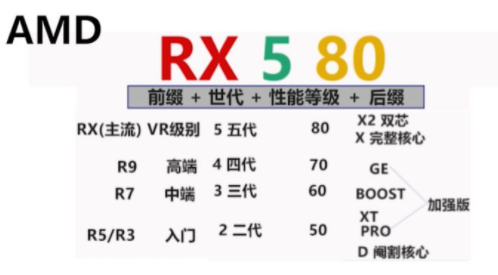 AMD
RX 5 80
前缀 + 世代 + 性能等级 + 后缀
RX(主流) VR级别 5 五代 80 X2 双芯
X 完整核心
R9 高端 4 四代 70 GE
R7 中端 3 三代 60 BOOST
加强版
XT
R5/R3 入门 2 二代 50 PRO
D 阉割核心